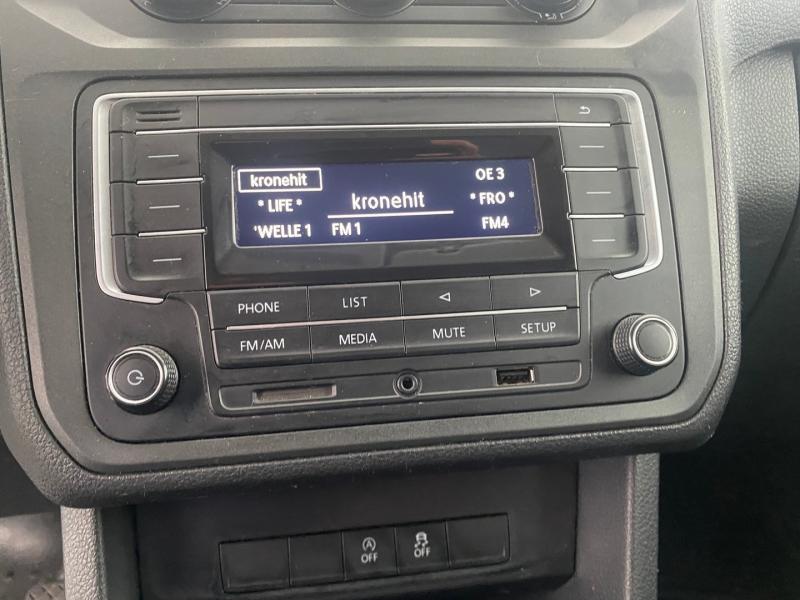 kronehit OE 3
* LIFE * kronehit * FRO *
'WELLE 1 FM 1 FM4
PHONE LIST
FM/AM MEDIA MUTE SETUP
A OFF OFF